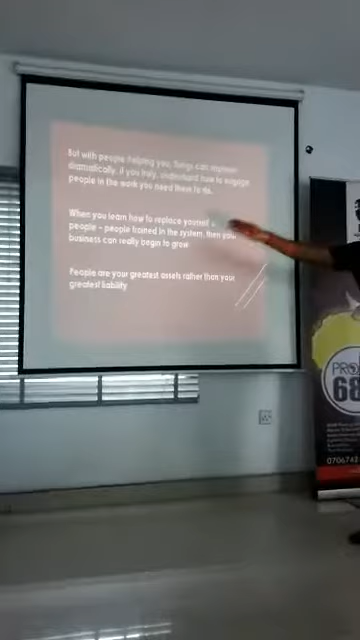 But with people helping you, things can improve
dramatically, if you truly, understand how to engage
people in the work you need them to do.
When you learn how to replace yourself
people – people trained in the system, then your
business can really begin to grow
People are your greatest assets rather than your
greatest liability
68